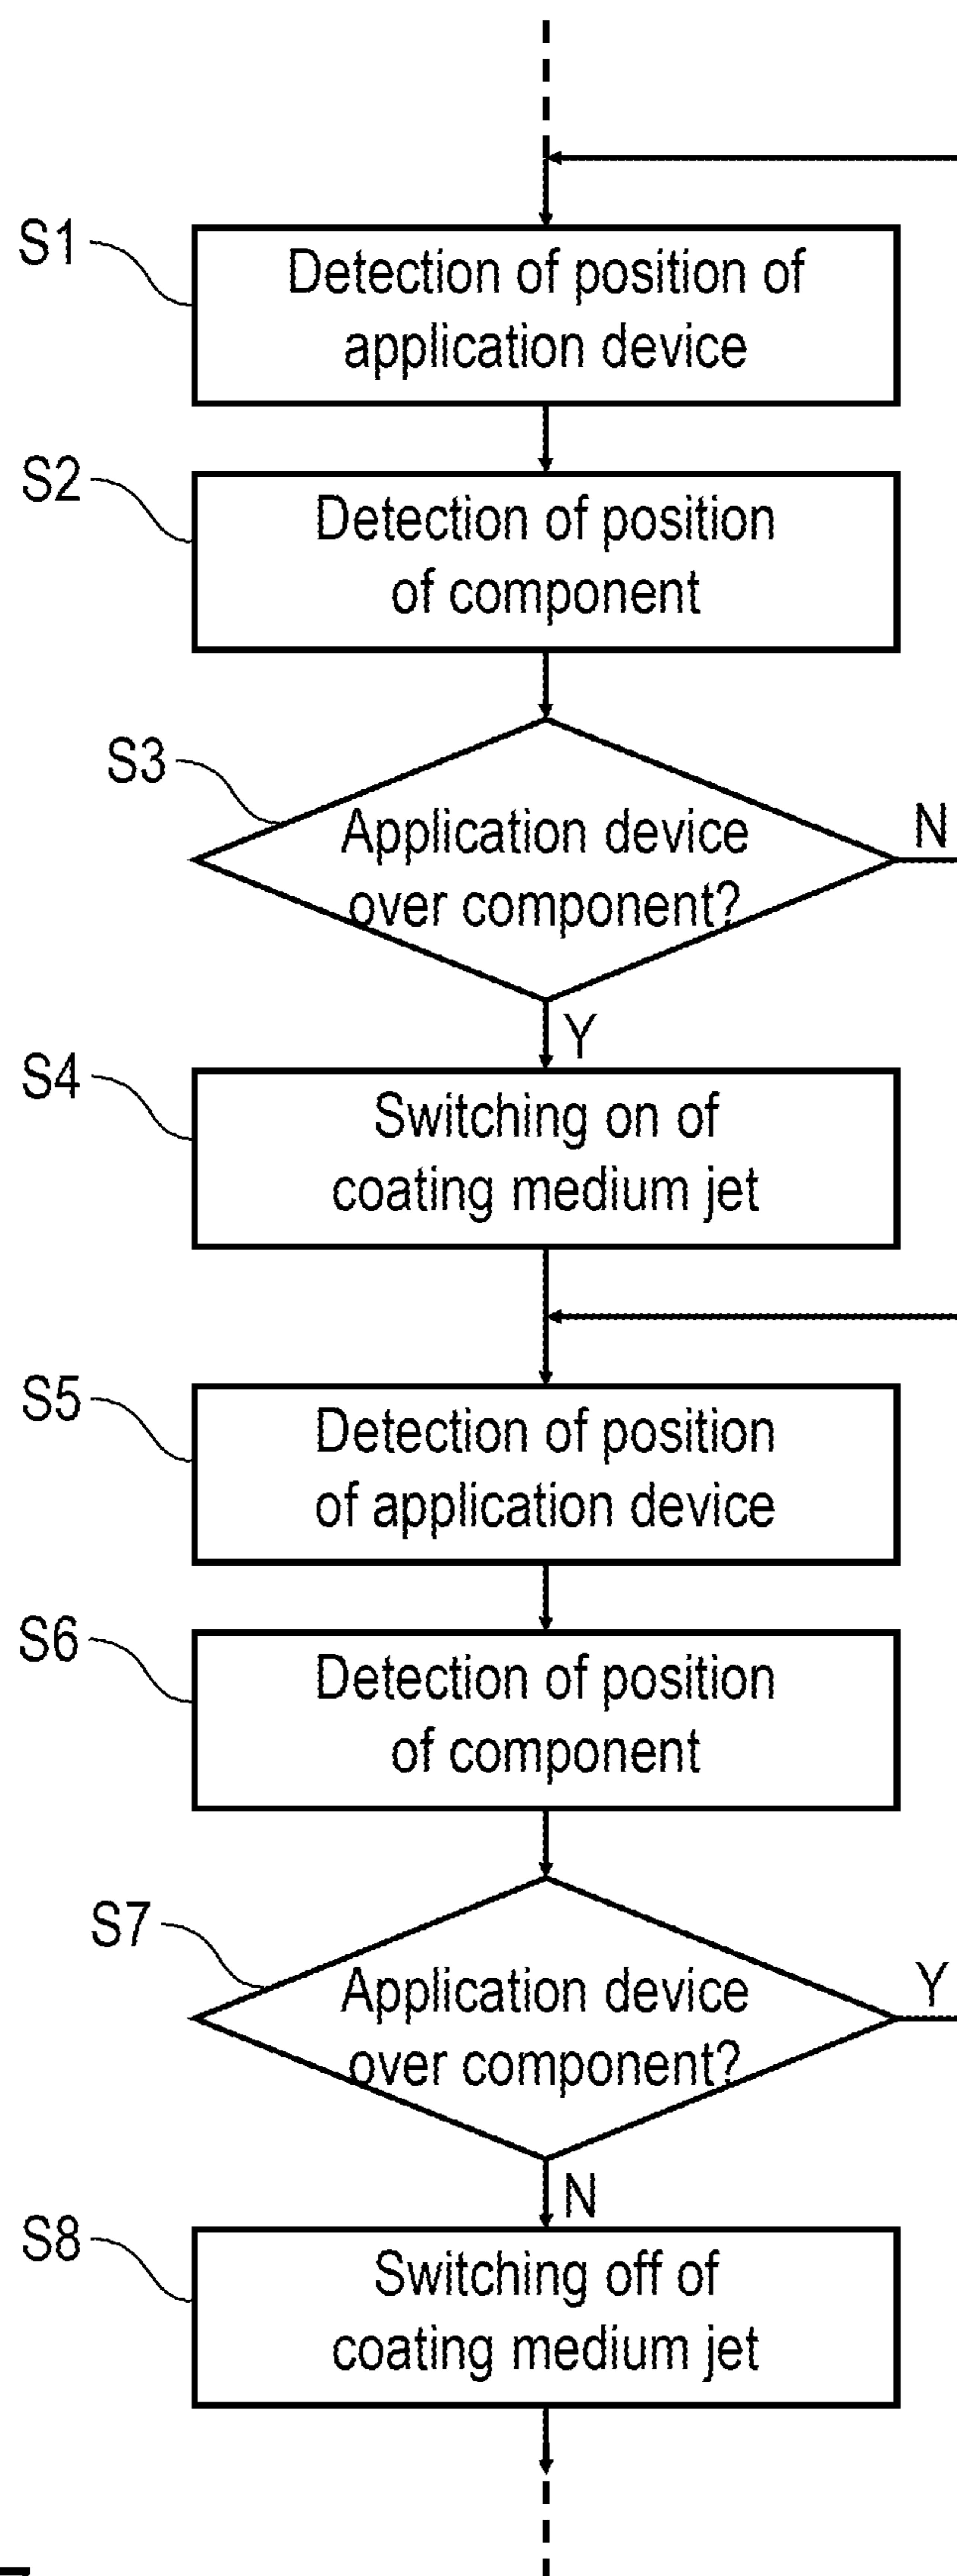 S1
Detection of position of
application device
S2
Detection of position
of component
S3
Application device
over component?
N
Y
S4
Switching on of
coating medium jet
S5
Detection of position
of application device
S6
Detection of position
of component
S7
Application device
over component?
Y
N
S8
Switching off of
coating medium jet